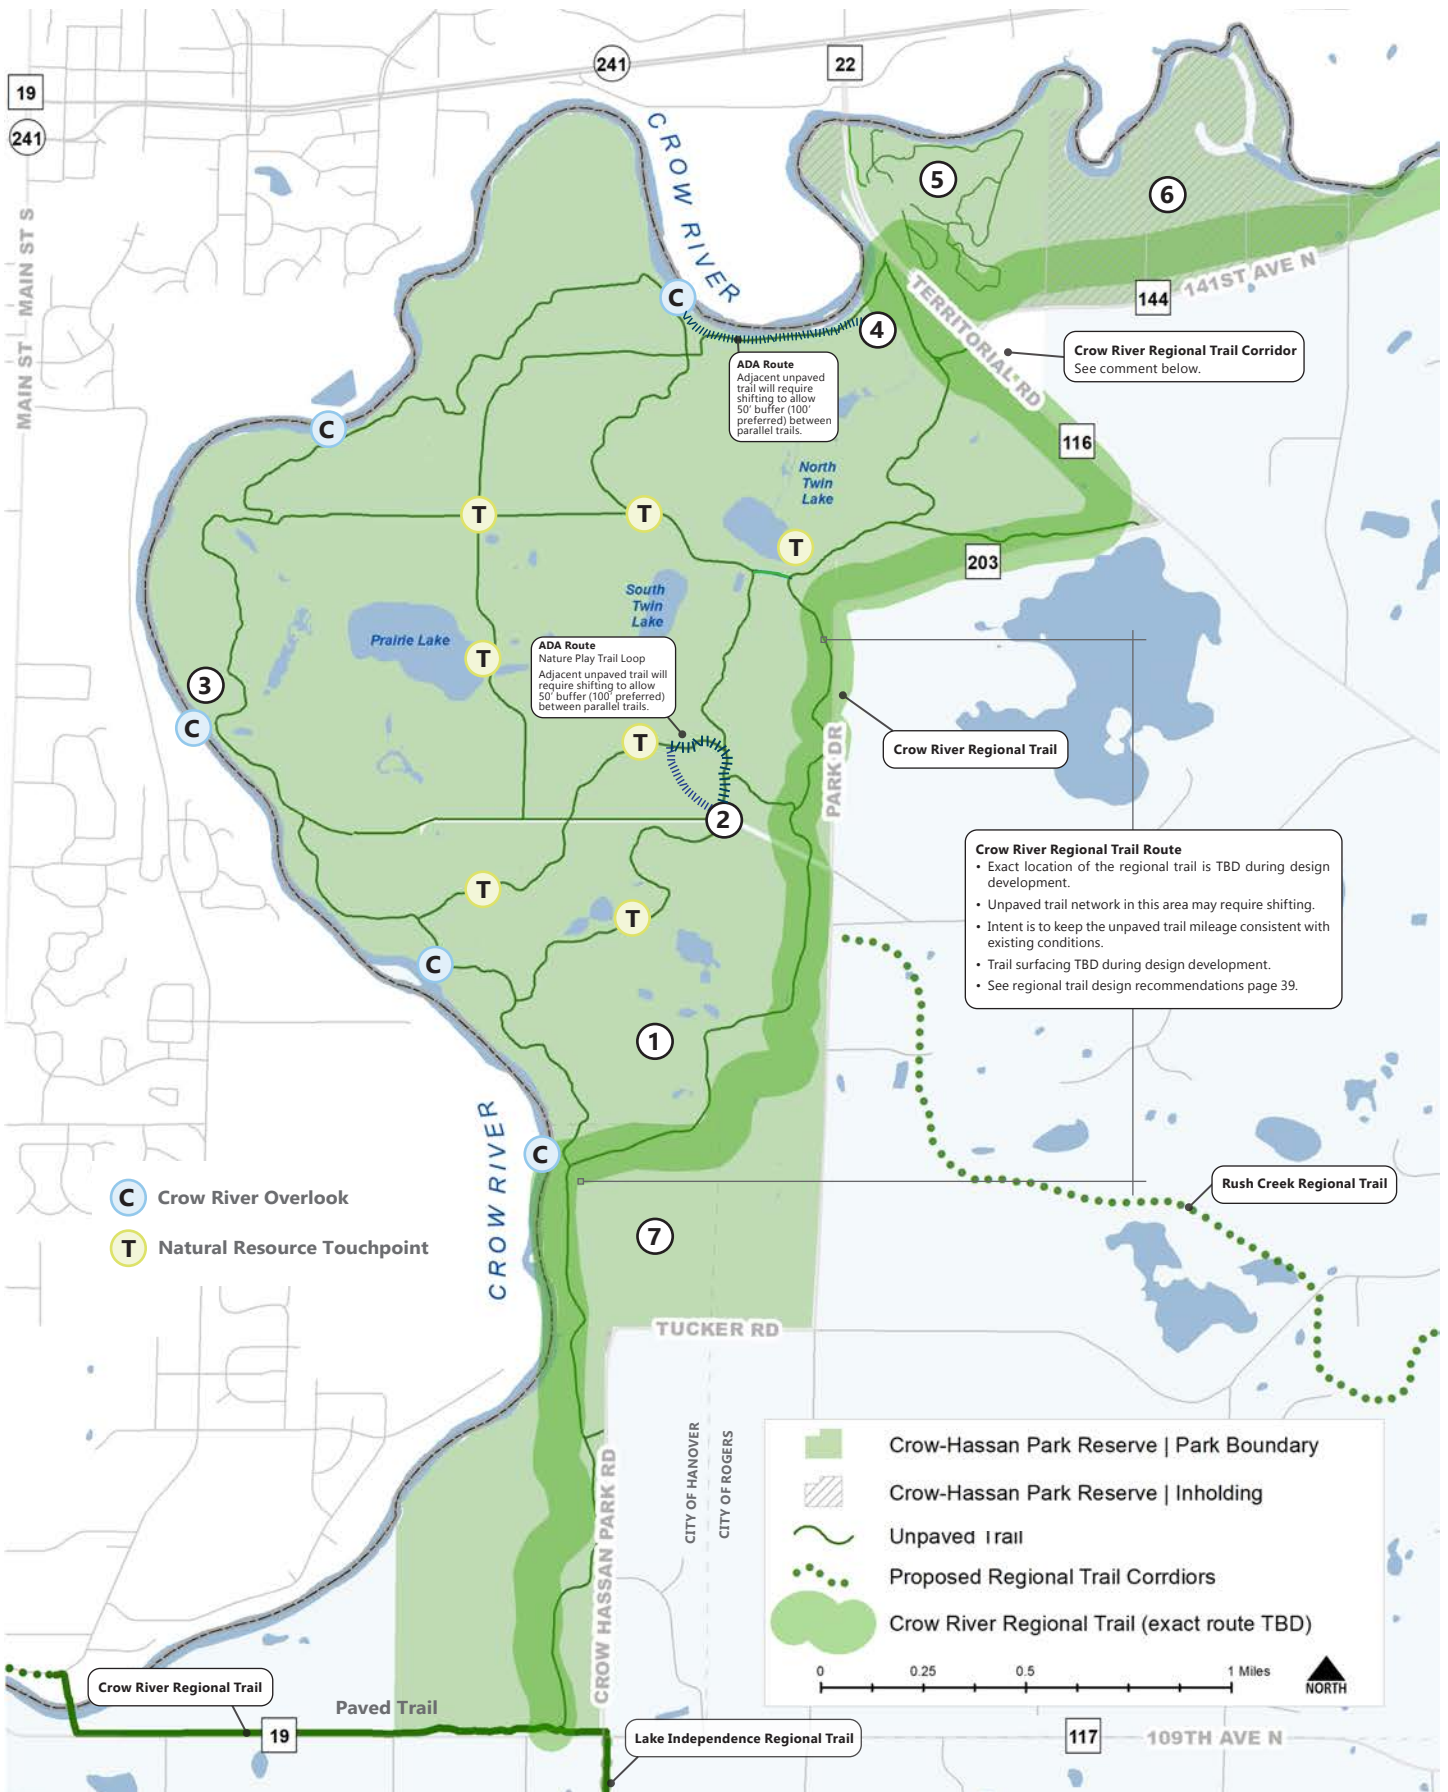 241
22
19
241
CROW RIVER
5
6
MAIN ST S
MAIN ST
MAIN ST
C
TERRITORIAL RD
144
141ST AVE N
4
ADA Route
Adjacent unpaved
trail will require
shifting to allow
50' buffer (100'
preferred) between
parallel trails.
Crow River Regional Trail Corridor
See comment below.
C
116
North
Twin
Lake
T
T
T
203
South
Twin
Lake
Prairie Lake
ADA Route
Nature Play Trail Loop
Adjacent unpaved trail will
require shifting to allow
50' buffer (100' preferred)
between parallel trails.
T
3
C
T
PARK DR
Crow River Regional Trail
2
Crow River Regional Trail Route
• Exact location of the regional trail is TBD during design
development.
• Unpaved trail network in this area may require shifting.
• Intent is to keep the unpaved trail mileage consistent with
existing conditions.
• Trail surfacing TBD during design development.
• See regional trail design recommendations page 39.
T
T
C
1
CROW RIVER
C
Rush Creek Regional Trail
C Crow River Overlook
T Natural Resource Touchpoint
7
TUCKER RD
CITY OF HANOVER
CITY OF ROGERS
CROW HASSAN PARK RD
Crow-Hassan Park Reserve | Park Boundary
Crow-Hassan Park Reserve | Inholding
Unpaved Trail
Proposed Regional Trail Corrdiors
Crow River Regional Trail (exact route TBD)
0 0.25 0.5 1 Miles
NORTH
Crow River Regional Trail
Paved Trail
19
Lake Independence Regional Trail
117
109TH AVE N